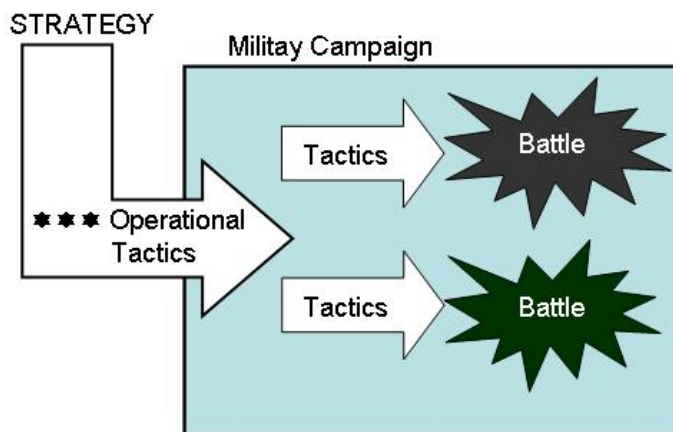 STRATEGY
Militay Campaign
Tactics
Battle
Operational
Tactics
Tactics
Battle